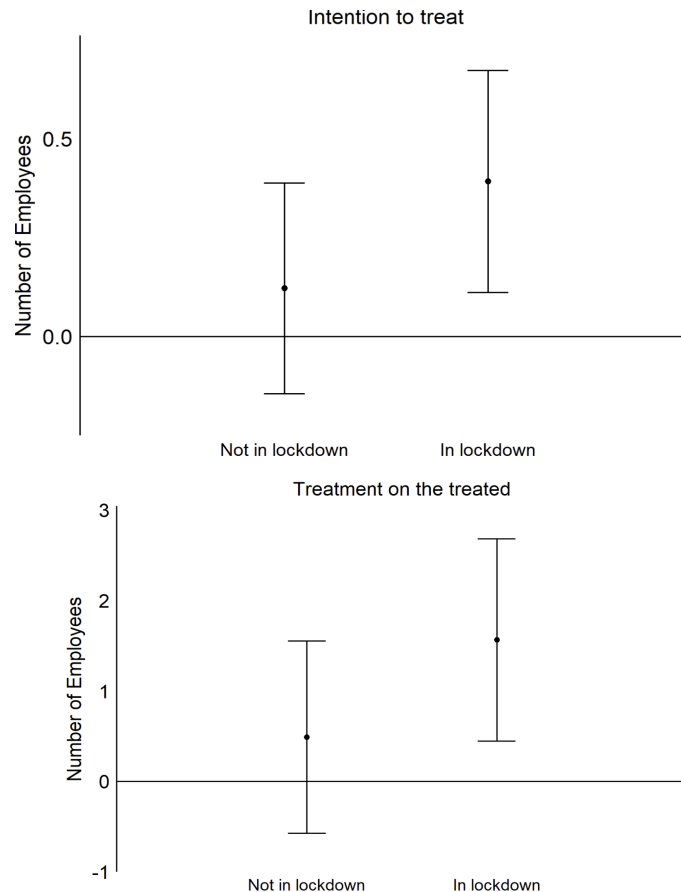 Intention to treat
Number of Employees
0.5
0.0
Not in lockdown In lockdown
Treatment on the treated
Number of Employees
3
2
1
0
-1
Not in lockdown In lockdown